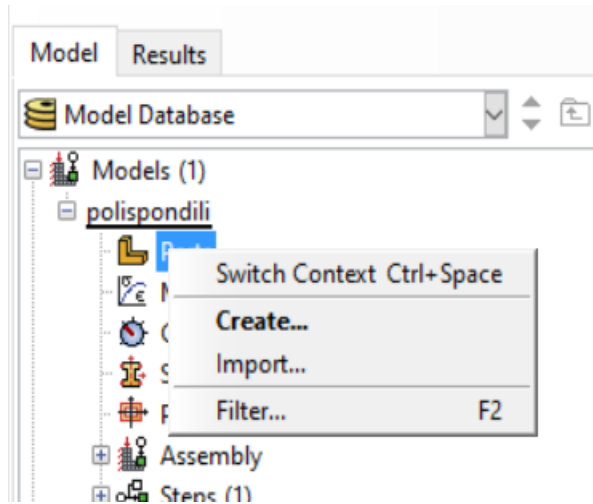 Model Results
Model Database
Models (1)
polispondili
Switch Context Ctrl+Space
Create...
Import...
Filter... F2
Assembly
Steps (1)